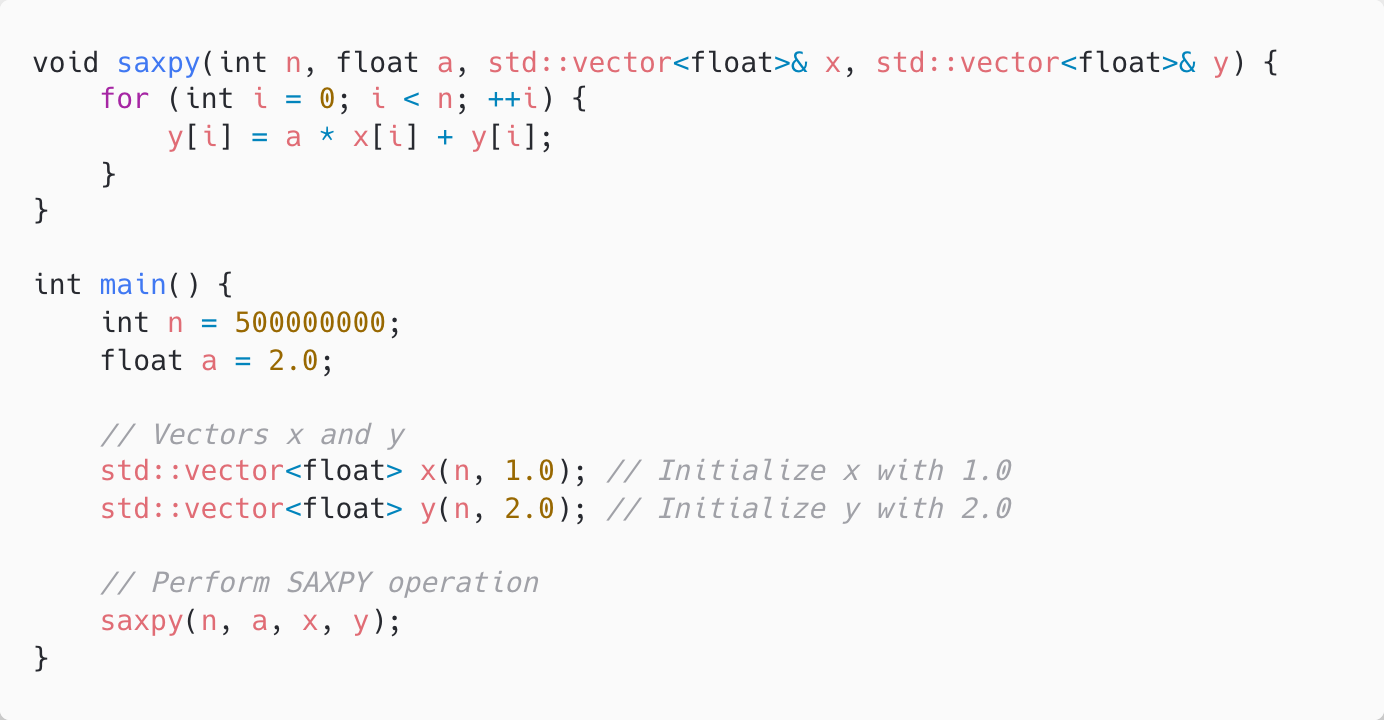 void saxpy(int n, float a, std::vector<float>& x, std::vector<float>& y) {
    for (int i = 0; i < n; ++i) {
        y[i] = a * x[i] + y[i];
    }
}

int main() {
    int n = 500000000;
    float a = 2.0;

    // Vectors x and y
    std::vector<float> x(n, 1.0); // Initialize x with 1.0
    std::vector<float> y(n, 2.0); // Initialize y with 2.0

    // Perform SAXPY operation
    saxpy(n, a, x, y);
}